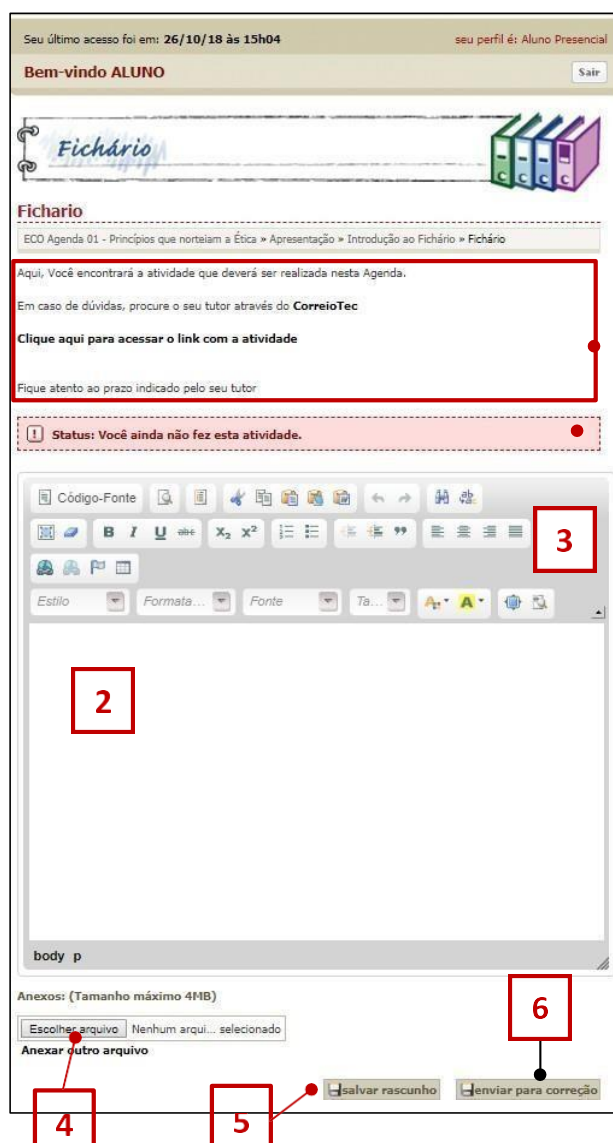 Seu último acesso foi em: 26/10/18 às 15h04 seu perfil é: Aluno Presencial
Bem-vindo ALUNO Sair
Fichário
Fichario
ECO Agenda 01 - Princípios que norteiam a Ética » Apresentação » Introdução ao Fichário » Fichário
Aqui, Você encontrará a atividade que deverá ser realizada nesta Agenda.
Em caso de dúvidas, procure o seu tutor através do CorreioTec
Clique aqui para acessar o link com a atividade
Fique atento ao prazo indicado pelo seu tutor
! Status: Você ainda não fez esta atividade.
Código-Fonte
B I U abc X₂ X² 3
Estilo Formata... Fonte Ta... A A
2
body p
Anexos: (Tamanho máximo 4MB)
Escolher arquivo Nenhum arqui... selecionado
Anexar outro arquivo
6
salvar rascunho enviar para correção
4 5